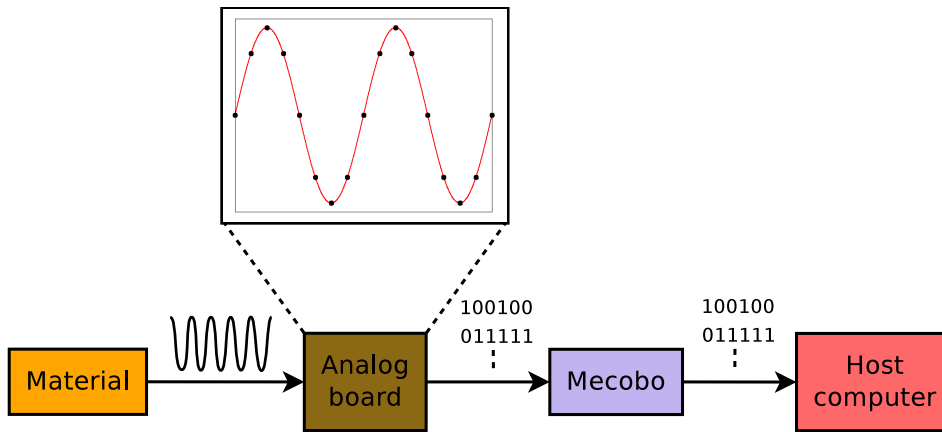 100100
011111
100100
011111
Material
Analog
board
Mecobo
Host
computer